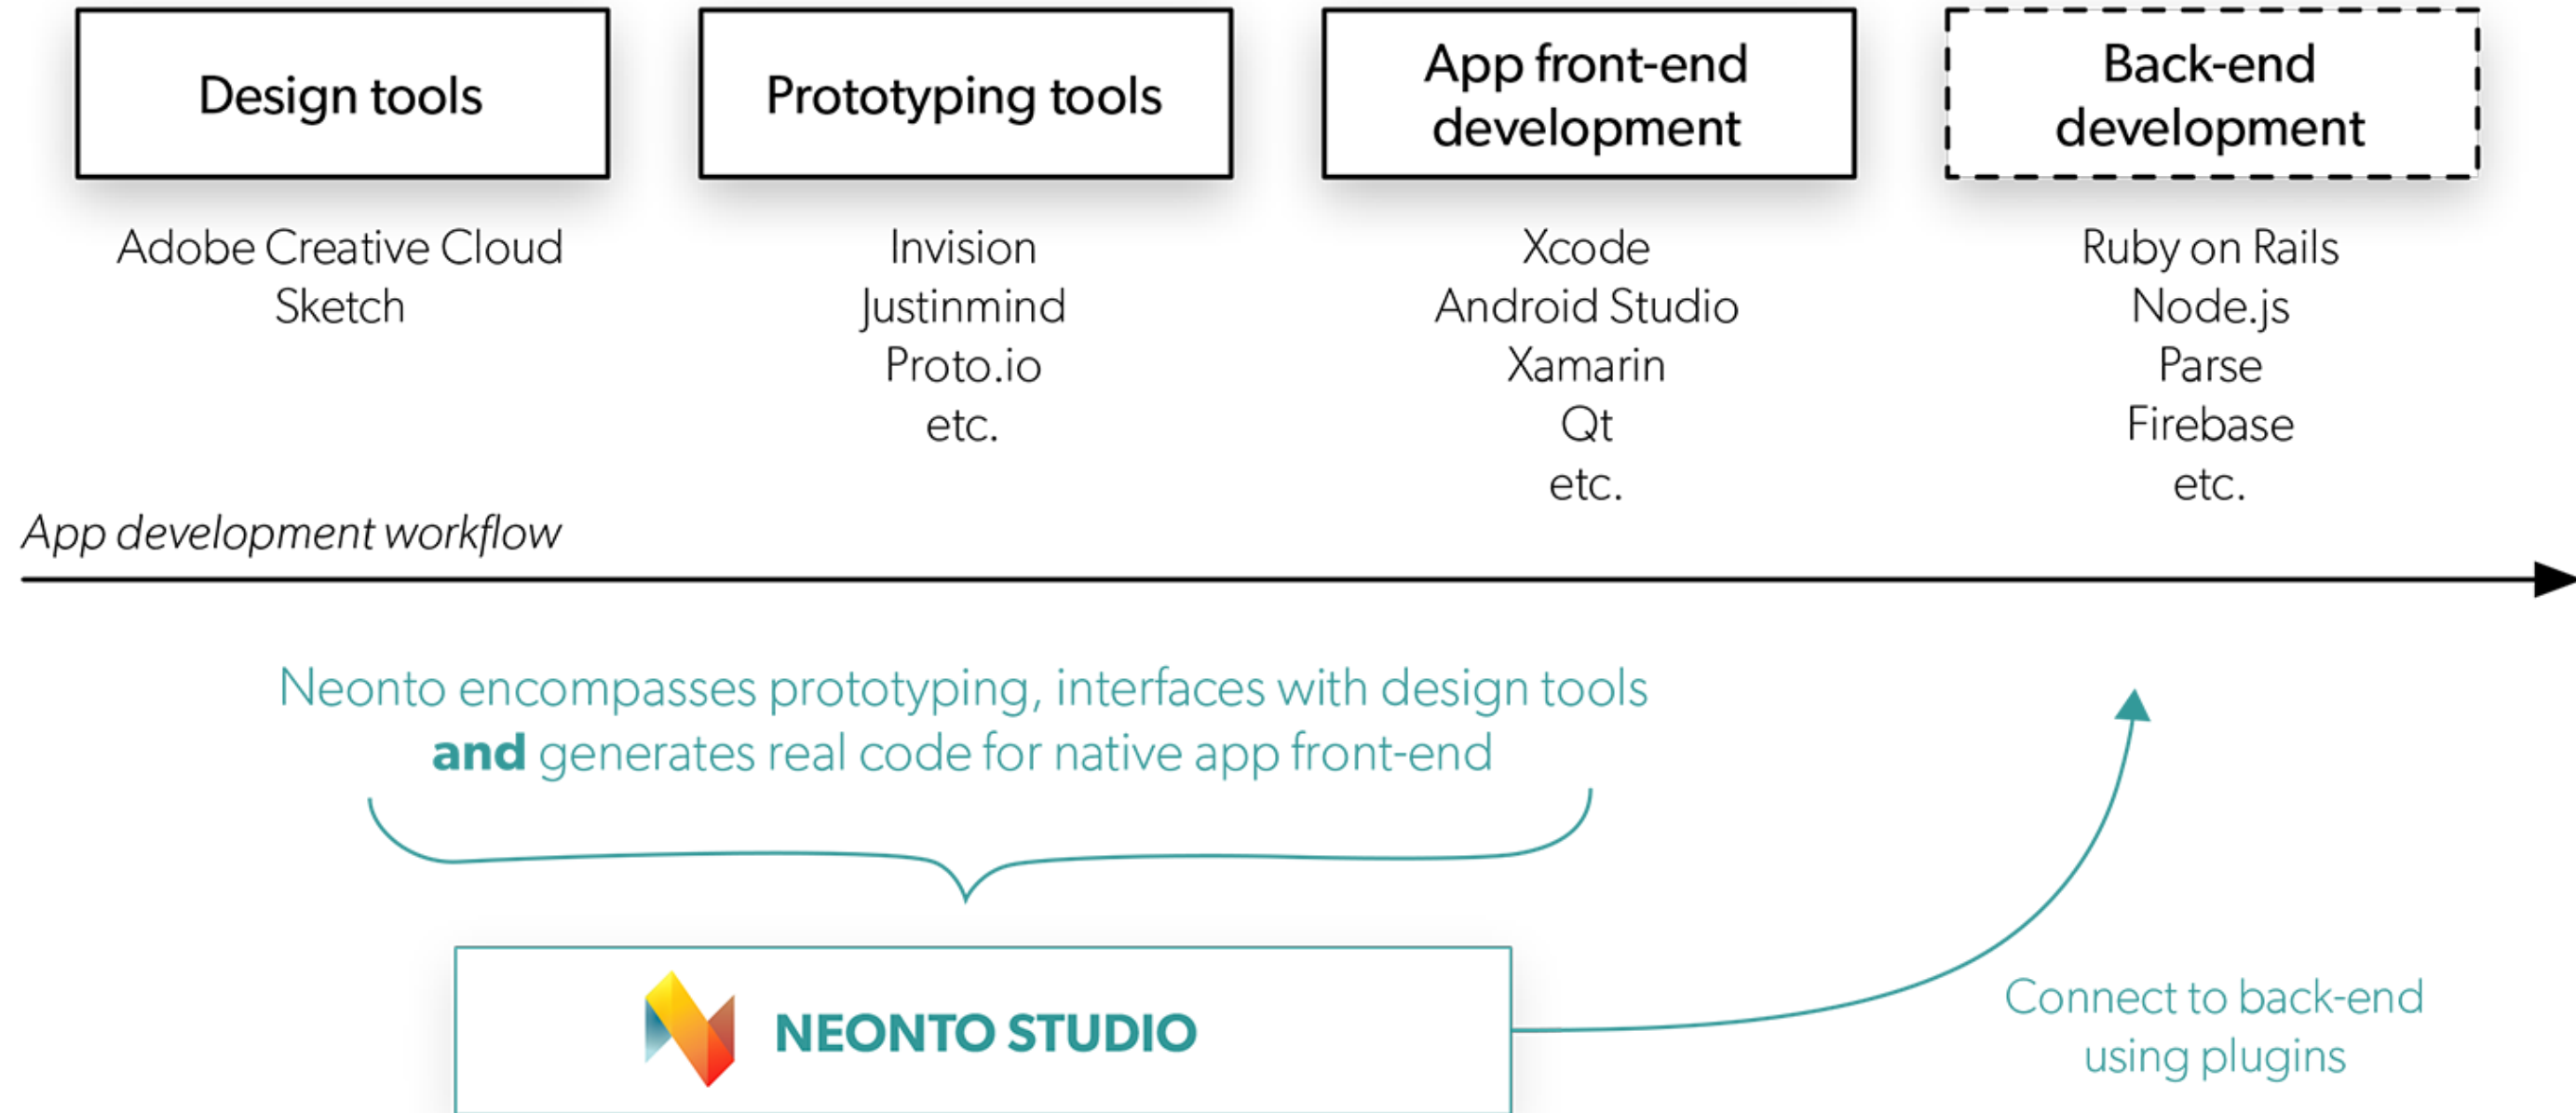 Design tools
Prototyping tools
App front-end
development
Back-end
development
Adobe Creative Cloud
Sketch
Invision
Justinmind
Proto.io
etc.
Xcode
Android Studio
Xamarin
Qt
etc.
Ruby on Rails
Node.js
Parse
Firebase
etc.
App development workflow
Neonto encompasses prototyping, interfaces with design tools
and generates real code for native app front-end
NEONTO STUDIO
Connect to back-end
using plugins